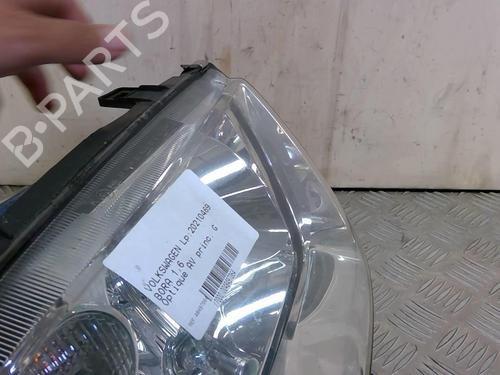 B-PARTS
VOLKSWAGEN Lp 20210469
BORA 1.6
Optique AV princ. G